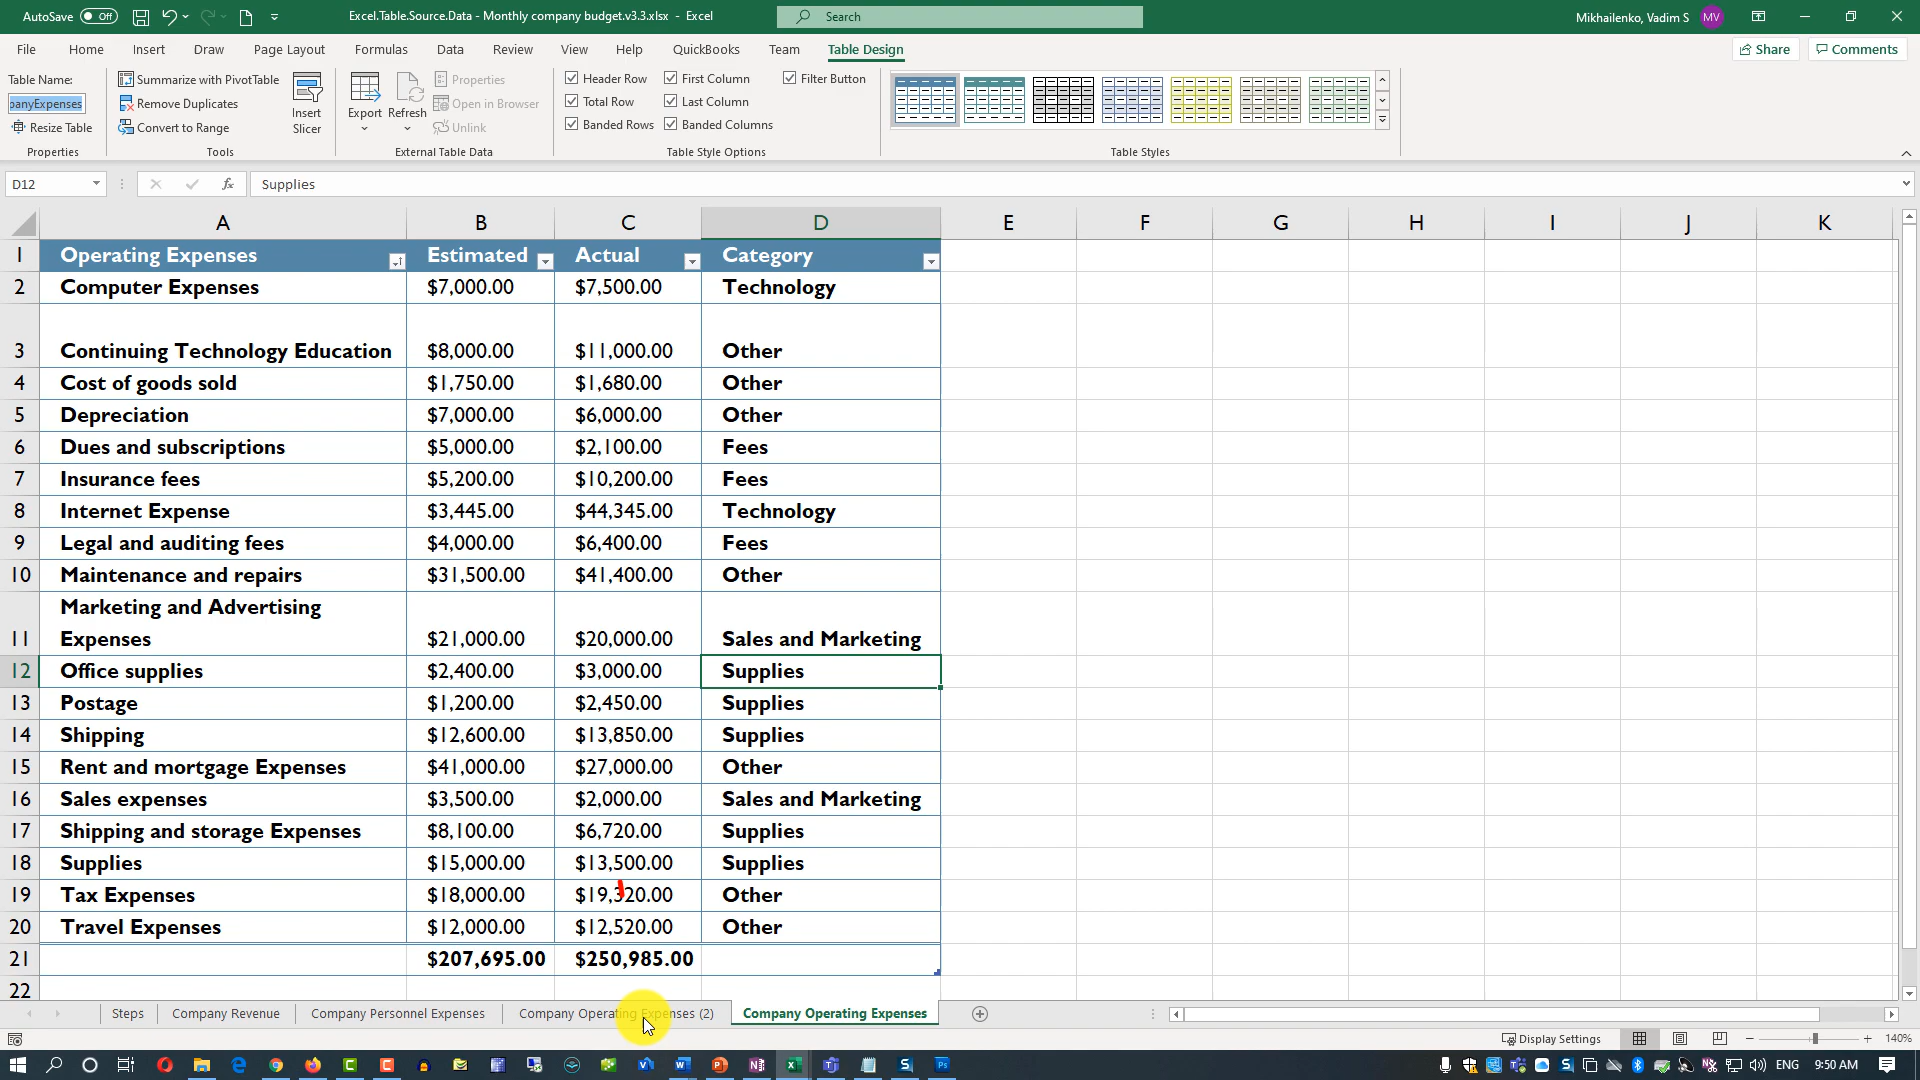 AutoSave Off Excel.Table.Source.Data - Monthly company budget.v3.3.xlsx - Excel Search Mikhailenko, Vadim S MV
File Home Insert Draw Page Layout Formulas Data Review View Help QuickBooks Team Table Design Share Comments
Table Name: Summarize with PivotTable Properties Header Row First Column Filter Button
panyExpenses Remove Duplicates Insert Slicer Export Refresh Open in Browser Total Row Last Column
Resize Table Convert to Range Unlink Banded Rows Banded Columns
Properties Tools External Table Data Table Style Options Table Styles
D12 fx Supplies
A B C D E F G H I J K
1 Operating Expenses Estimated Actual Category
2 Computer Expenses $7,000.00 $7,500.00 Technology
3 Continuing Technology Education $8,000.00 $11,000.00 Other
4 Cost of goods sold $1,750.00 $1,680.00 Other
5 Depreciation $7,000.00 $6,000.00 Other
6 Dues and subscriptions $5,000.00 $2,100.00 Fees
7 Insurance fees $5,200.00 $10,200.00 Fees
8 Internet Expense $3,445.00 $44,345.00 Technology
9 Legal and auditing fees $4,000.00 $6,400.00 Fees
10 Maintenance and repairs $31,500.00 $41,400.00 Other
Marketing and Advertising
11 Expenses $21,000.00 $20,000.00 Sales and Marketing
12 Office supplies $2,400.00 $3,000.00 Supplies
13 Postage $1,200.00 $2,450.00 Supplies
14 Shipping $12,600.00 $13,850.00 Supplies
15 Rent and mortgage Expenses $41,000.00 $27,000.00 Other
16 Sales expenses $3,500.00 $2,000.00 Sales and Marketing
17 Shipping and storage Expenses $8,100.00 $6,720.00 Supplies
18 Supplies $15,000.00 $13,500.00 Supplies
19 Tax Expenses $18,000.00 $19,320.00 Other
20 Travel Expenses $12,000.00 $12,520.00 Other
21 $207,695.00 $250,985.00
22
Steps Company Revenue Company Personnel Expenses Company Operating Expenses (2) Company Operating Expenses
Display Settings 140%
ENG 9:50 AM